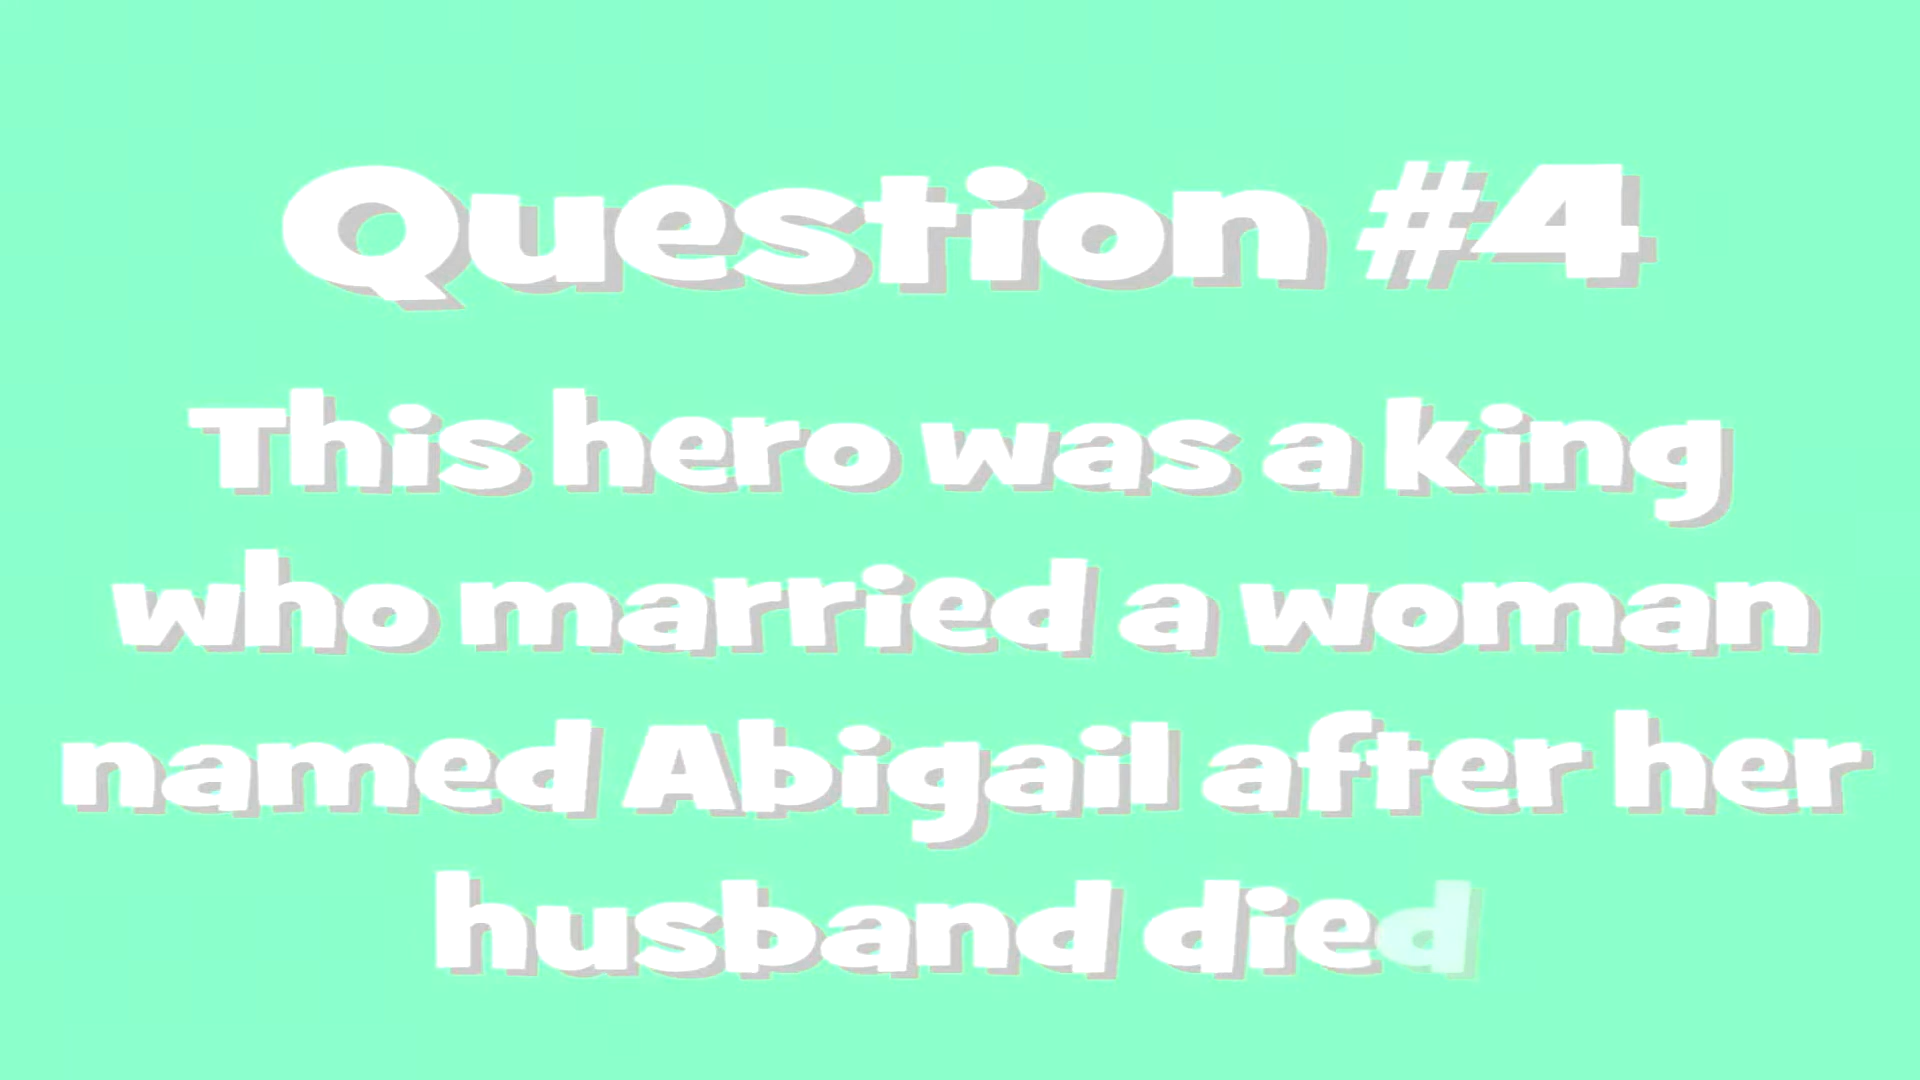 Question #4
This hero was a king
who married a woman
named Abigail after her
husband died